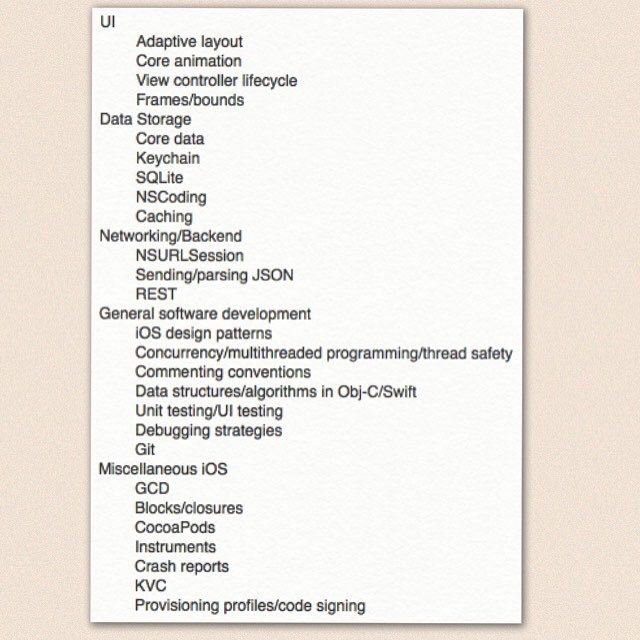 UI
Adaptive layout
Core animation
View controller lifecycle
Frames/bounds
Data Storage
Core data
Keychain
SQLite
NSCoding
Caching
Networking/Backend
NSURLSession
Sending/parsing JSON
REST
General software development
iOS design patterns
Concurrency/multithreaded programming/thread safety
Commenting conventions
Data structures/algorithms in Obj-C/Swift
Unit testing/UI testing
Debugging strategies
Git
Miscellaneous iOS
GCD
Blocks/closures
CocoaPods
Instruments
Crash reports
KVC
Provisioning profiles/code signing